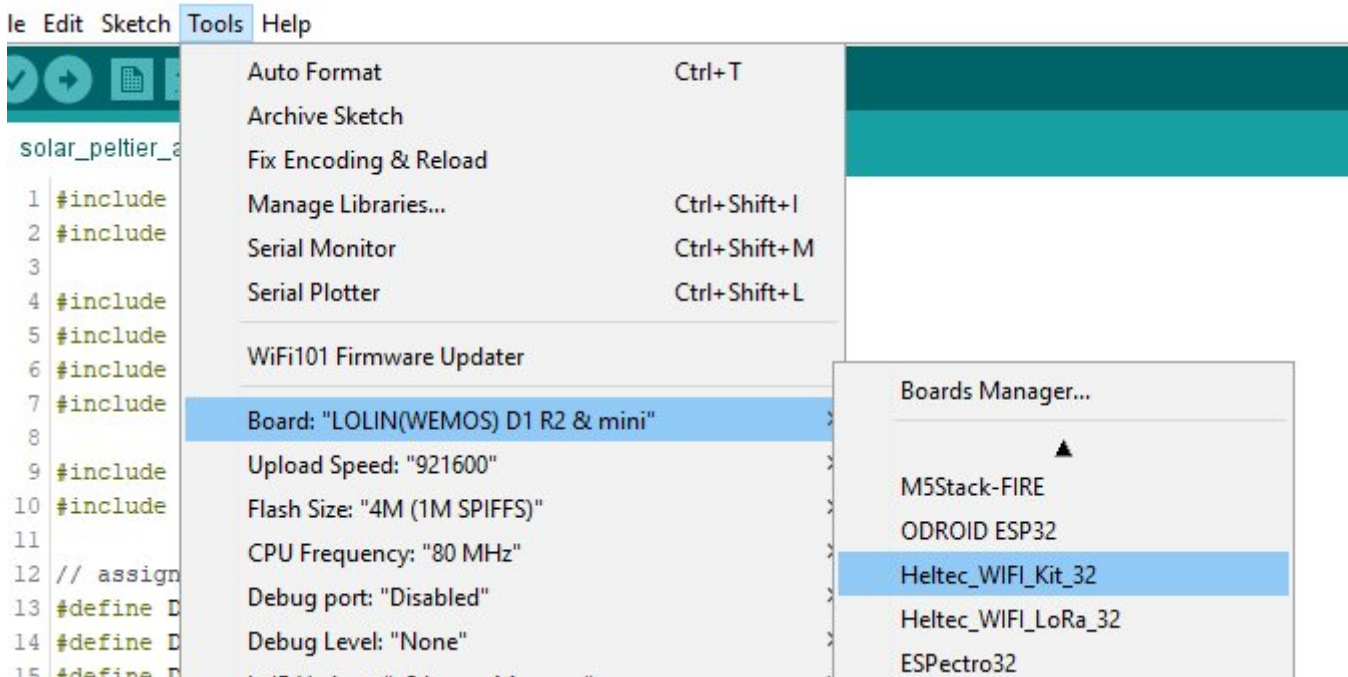 le Edit Sketch Tools Help
Auto Format Ctrl+T
Archive Sketch
solar_peltier_a
Fix Encoding & Reload
1 #include
Manage Libraries... Ctrl+Shift+I
2 #include
Serial Monitor Ctrl+Shift+M
3
Serial Plotter Ctrl+Shift+L
4 #include
5 #include
WiFi101 Firmware Updater
6 #include
7 #include
Boards Manager...
Board: "LOLIN(WEMOS) D1 R2 & mini"
8
Upload Speed: "921600"
9 #include
M5Stack-FIRE
10 #include
Flash Size: "4M (1M SPIFFS)"
ODROID ESP32
11
CPU Frequency: "80 MHz"
12 // assign
Heltec_WIFI_Kit_32
13 #define D
Debug port: "Disabled"
Heltec_WIFI_LoRa_32
14 #define D
Debug Level: "None"
ESPectro32
15 #define D